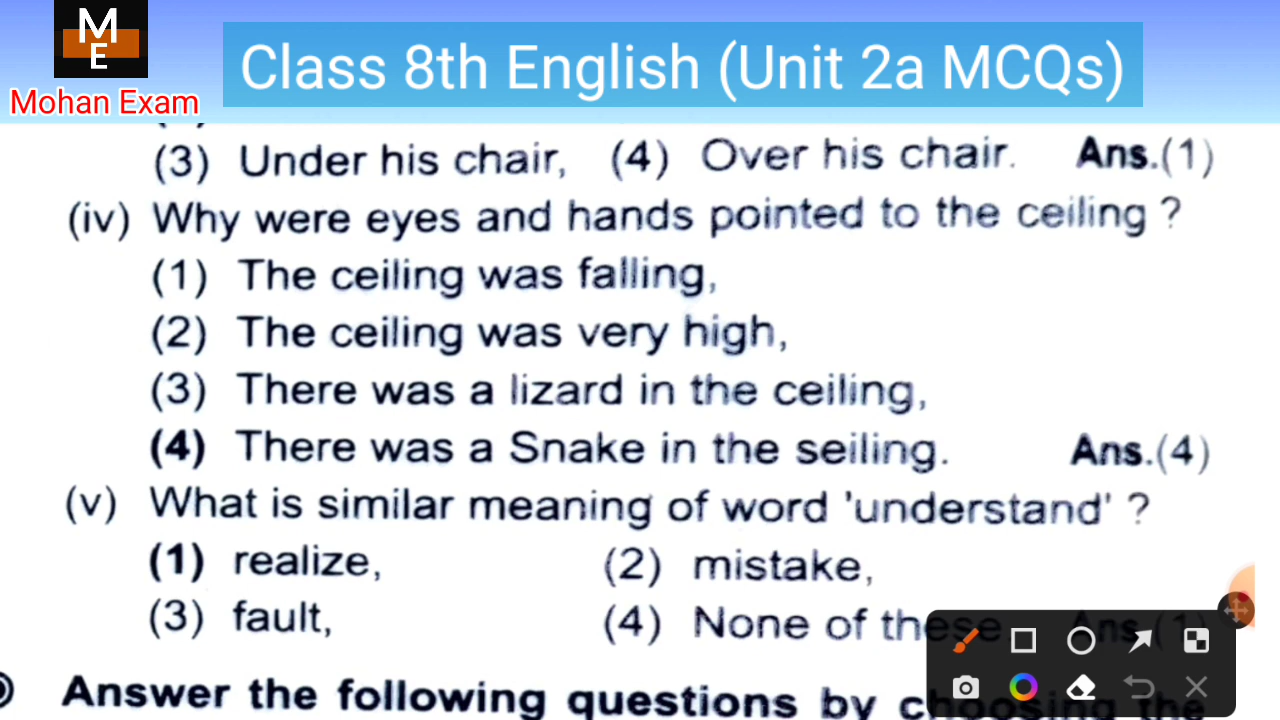 M
E
Mohan Exam
Class 8th English (Unit 2a MCQs)
(3) Under his chair, (4) Over his chair. Ans.(1)
(iv) Why were eyes and hands pointed to the ceiling ?
(1) The ceiling was falling,
(2) The ceiling was very high,
(3) There was a lizard in the ceiling,
(4) There was a Snake in the seiling. Ans.(4)
(v) What is similar meaning of word 'understand' ?
(1) realize, (2) mistake,
(3) fault, (4) None of these Ans.(1)
Answer the following questions by choosing the